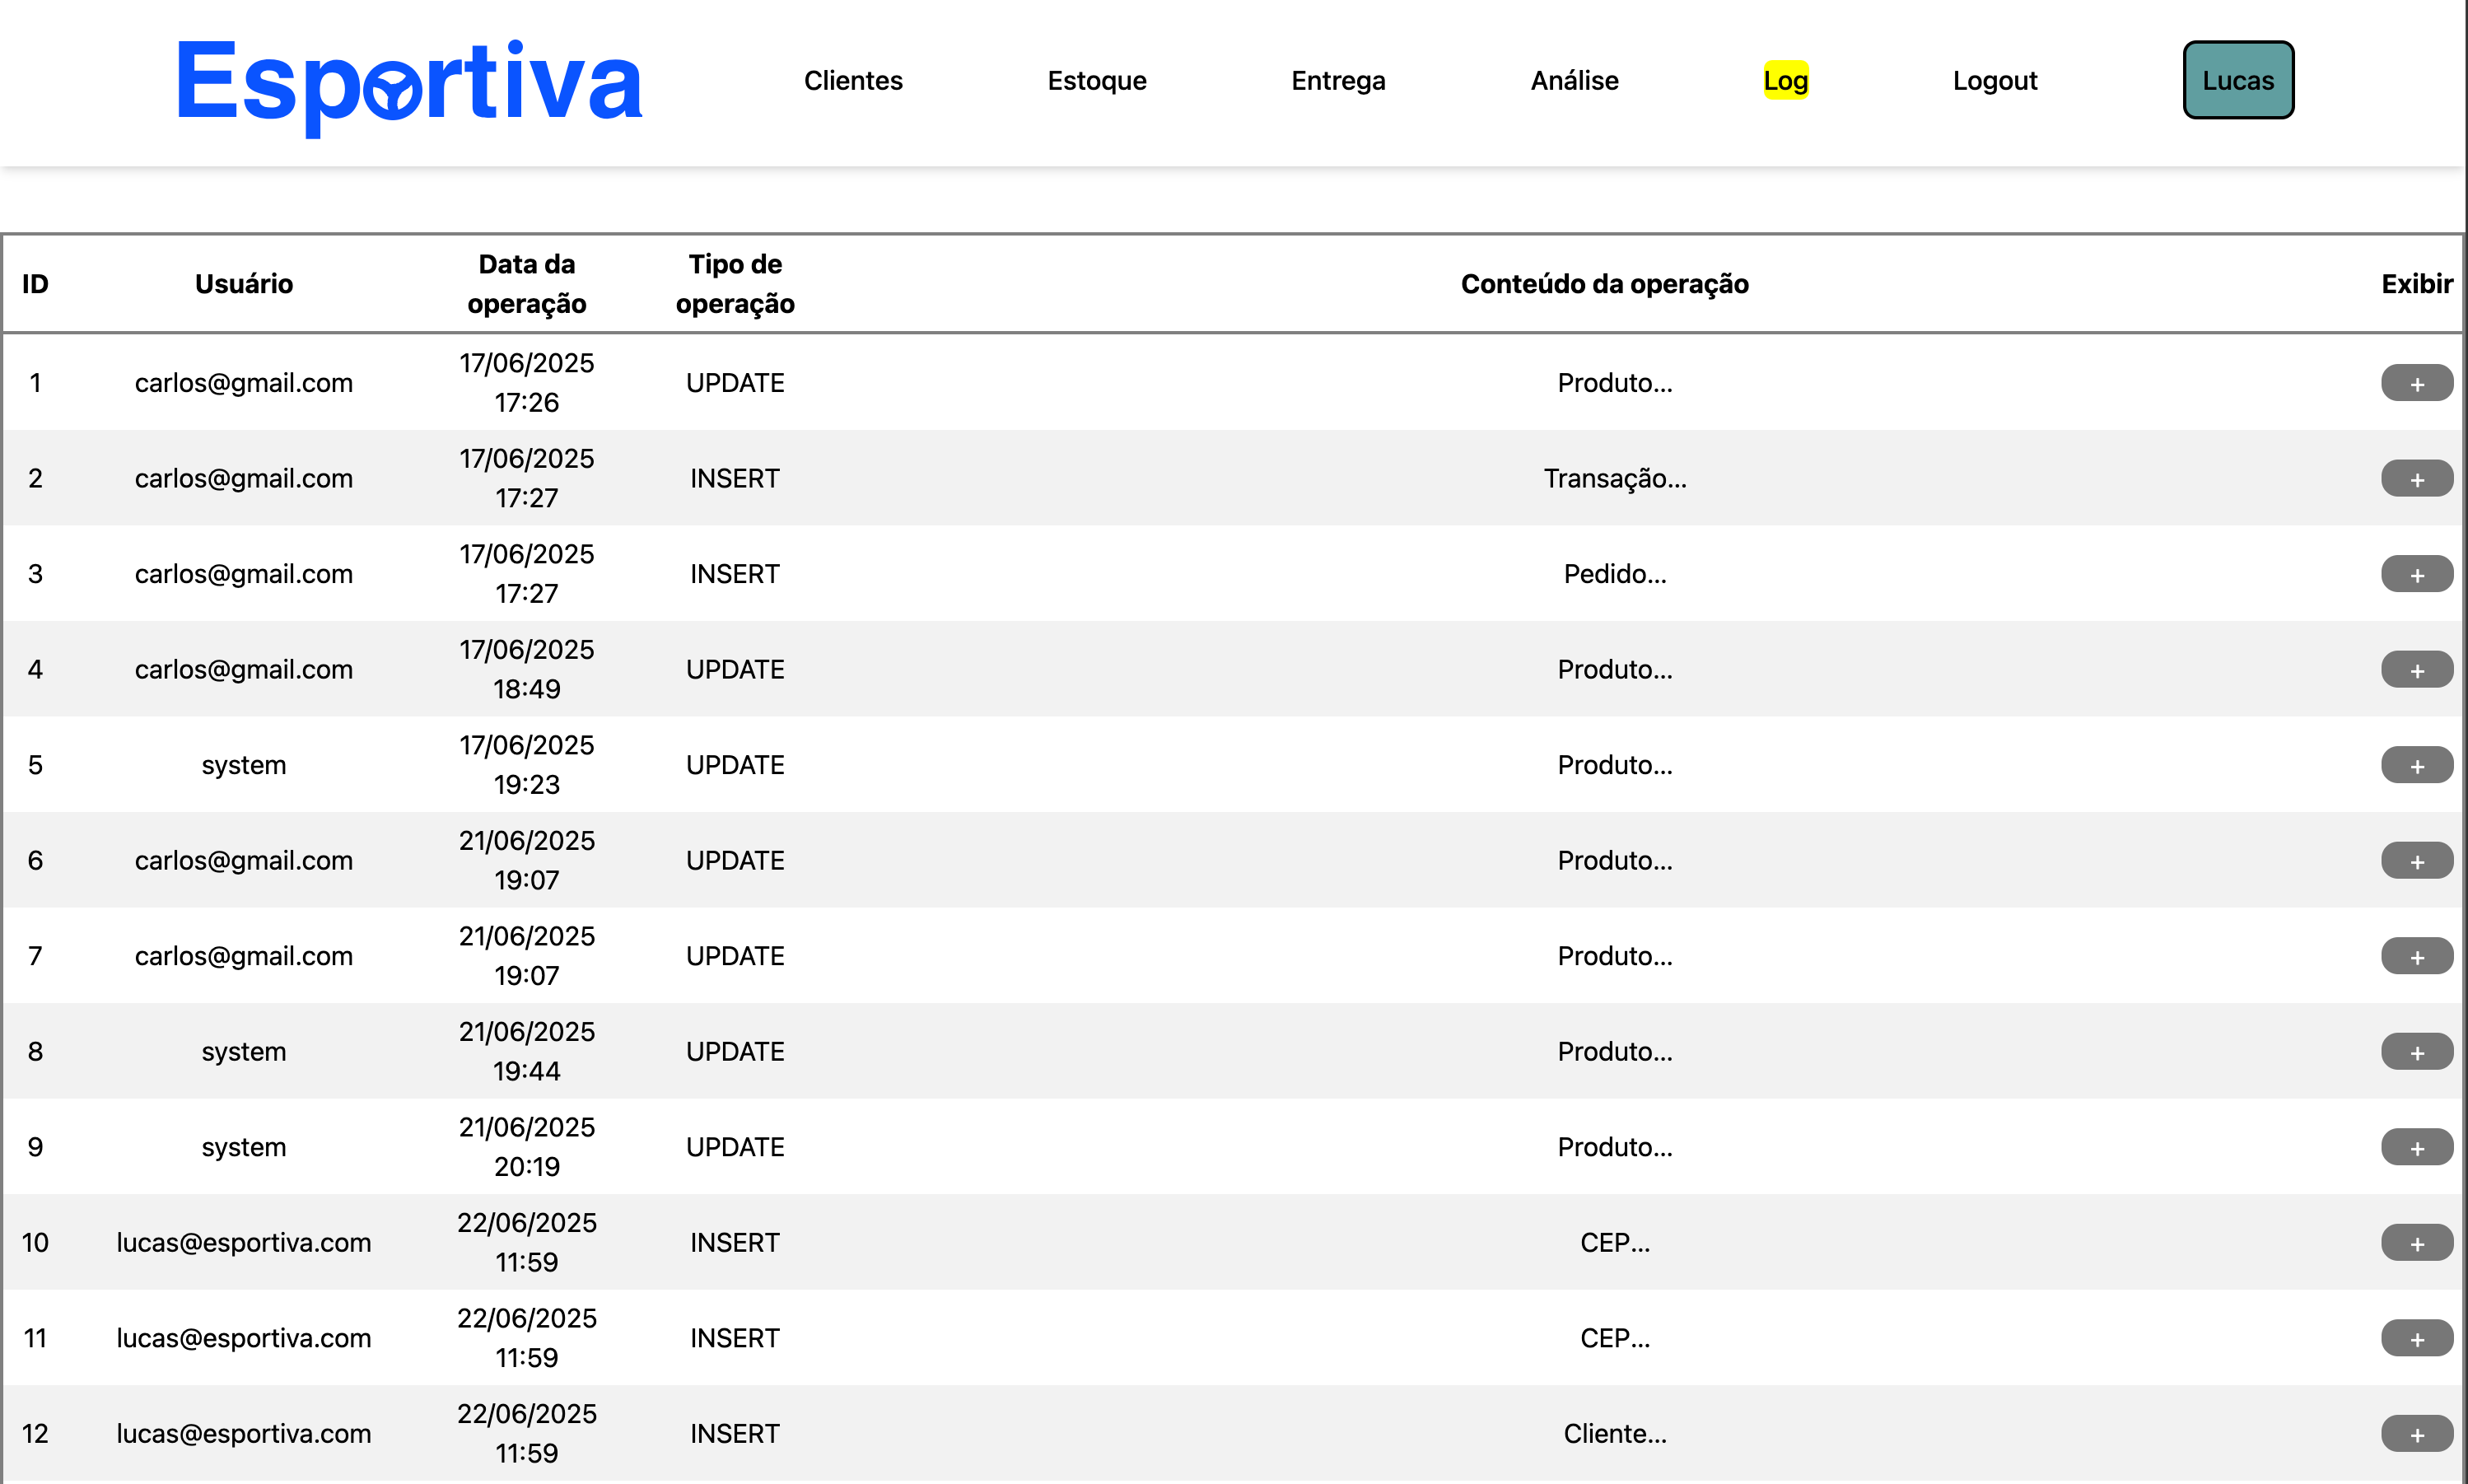 Esportiva
Clientes Estoque Entrega Análise Log Logout Lucas
ID Usuário Data da operação Tipo de operação Conteúdo da operação Exibir
1 carlos@gmail.com 17/06/2025 17:26 UPDATE Produto... +
2 carlos@gmail.com 17/06/2025 17:27 INSERT Transação... +
3 carlos@gmail.com 17/06/2025 17:27 INSERT Pedido... +
4 carlos@gmail.com 17/06/2025 18:49 UPDATE Produto... +
5 system 17/06/2025 19:23 UPDATE Produto... +
6 carlos@gmail.com 21/06/2025 19:07 UPDATE Produto... +
7 carlos@gmail.com 21/06/2025 19:07 UPDATE Produto... +
8 system 21/06/2025 19:44 UPDATE Produto... +
9 system 21/06/2025 20:19 UPDATE Produto... +
10 lucas@esportiva.com 22/06/2025 11:59 INSERT CEP... +
11 lucas@esportiva.com 22/06/2025 11:59 INSERT CEP... +
12 lucas@esportiva.com 22/06/2025 11:59 INSERT Cliente... +